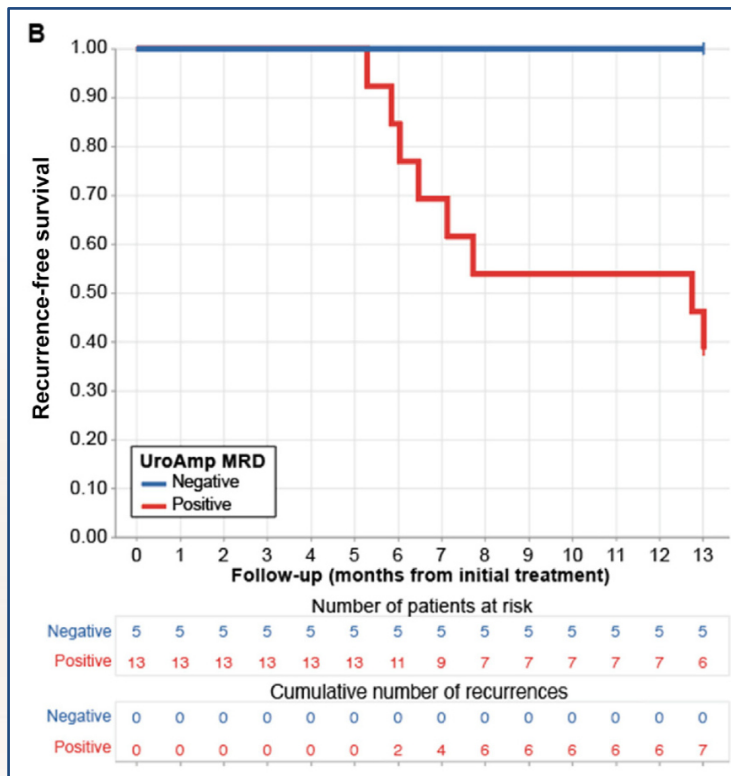 B
Recurrence-free survival
1.00
0.90
0.80
0.70
0.60
0.50
0.40
0.30
0.20
0.10
0.00
UroAmp MRD
Negative
Positive
0 1 2 3 4 5 6 7 8 9 10 11 12 13
Follow-up (months from initial treatment)
Number of patients at risk
Negative 5 5 5 5 5 5 5 5 5 5 5 5 5 5
Positive 13 13 13 13 13 13 11 9 7 7 7 7 7 6
Cumulative number of recurrences
Negative 0 0 0 0 0 0 0 0 0 0 0 0 0 0
Positive 0 0 0 0 0 0 2 4 6 6 6 6 6 7